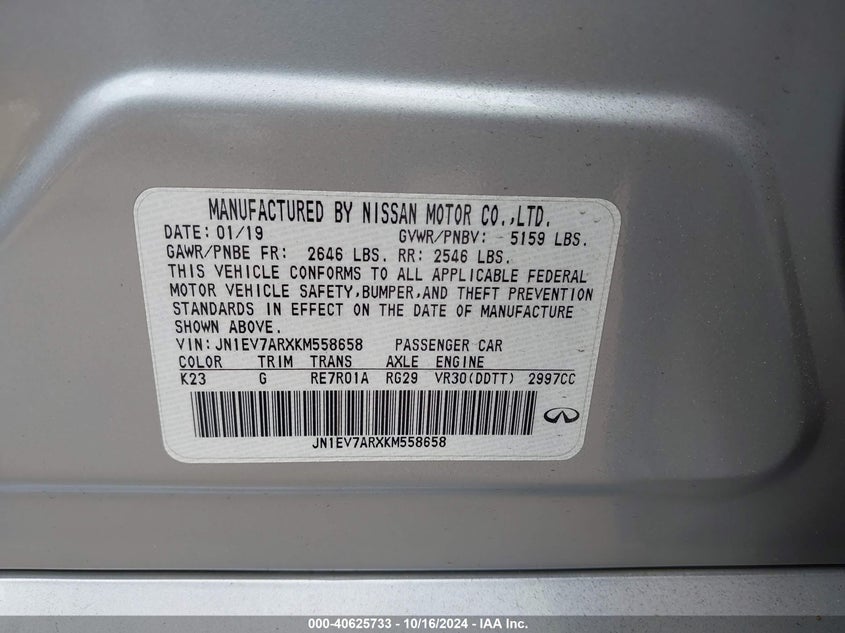 MANUFACTURED BY NISSAN MOTOR CO.,LTD.
DATE: 01/19 GVWR/PNBV: 5159 LBS.
GAWR/PNBE FR: 2646 LBS. RR: 2546 LBS.
THIS VEHICLE CONFORMS TO ALL APPLICABLE FEDERAL
MOTOR VEHICLE SAFETY,BUMPER,AND THEFT PREVENTION
STANDARDS IN EFFECT ON THE DATE OF MANUFACTURE
SHOWN ABOVE.
VIN: JN1EV7ARXKM558658 PASSENGER CAR
COLOR TRIM TRANS AXLE ENGINE
K23 G RE7R01A RG29 VR30(DDTT) 2997CC
JN1EV7ARXKM558658
000-40625733 - 10/16/2024 - IAA Inc.